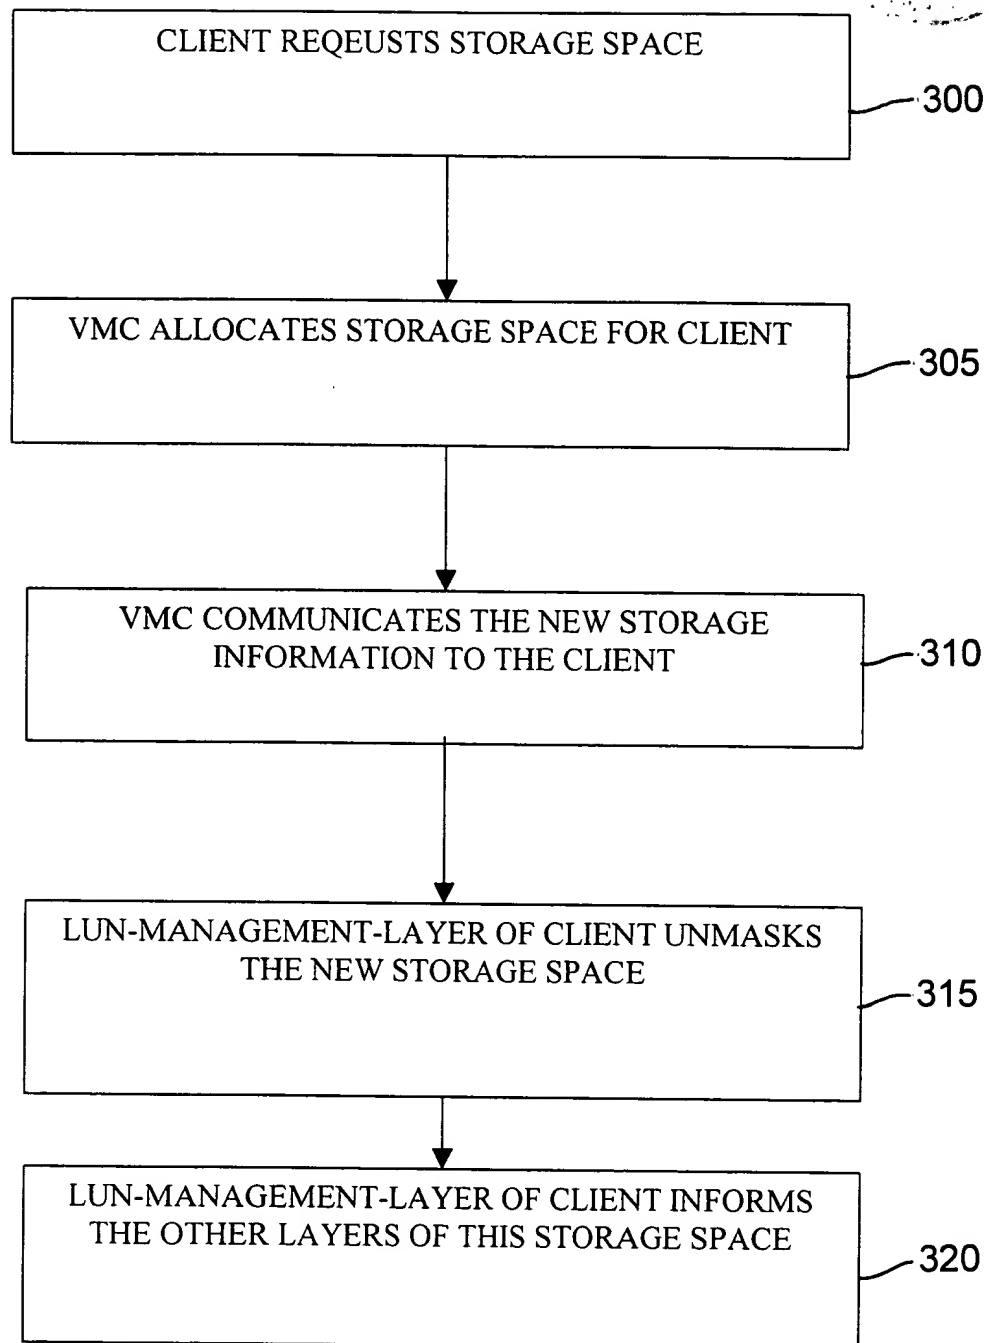 CLIENT REQEUSTS STORAGE SPACE
300
VMC ALLOCATES STORAGE SPACE FOR CLIENT
305
VMC COMMUNICATES THE NEW STORAGE
INFORMATION TO THE CLIENT
310
LUN-MANAGEMENT-LAYER OF CLIENT UNMASKS
THE NEW STORAGE SPACE
315
LUN-MANAGEMENT-LAYER OF CLIENT INFORMS
THE OTHER LAYERS OF THIS STORAGE SPACE
320